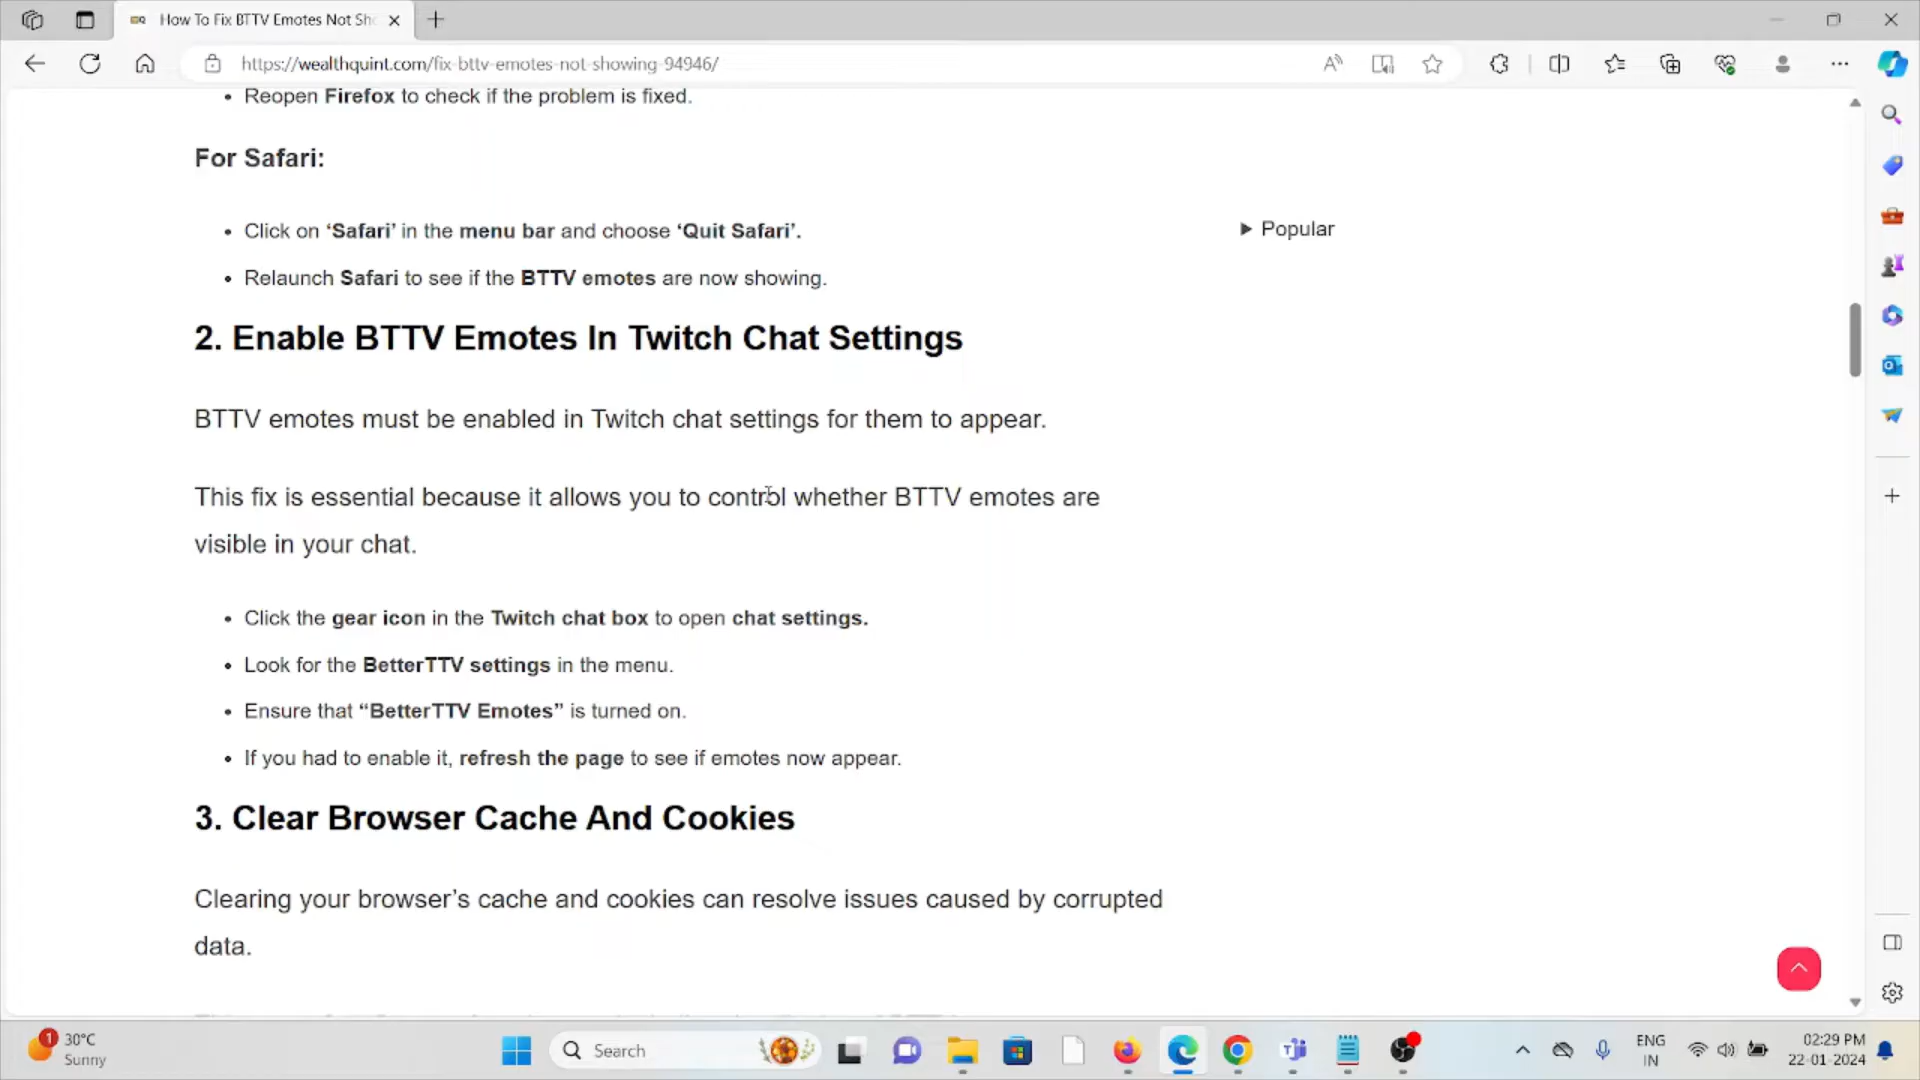 How To Fix BTTV Emotes Not Sho
https://wealthquint.com/fix-bttv-emotes-not-showing-94946/
• Reopen Firefox to check if the problem is fixed.
For Safari:
• Click on ‘Safari’ in the menu bar and choose ‘Quit Safari’.
• Relaunch Safari to see if the BTTV emotes are now showing.
▶ Popular
2. Enable BTTV Emotes In Twitch Chat Settings
BTTV emotes must be enabled in Twitch chat settings for them to appear.
This fix is essential because it allows you to control whether BTTV emotes are
visible in your chat.
• Click the gear icon in the Twitch chat box to open chat settings.
• Look for the BetterTTV settings in the menu.
• Ensure that “BetterTTV Emotes” is turned on.
• If you had to enable it, refresh the page to see if emotes now appear.
3. Clear Browser Cache And Cookies
Clearing your browser’s cache and cookies can resolve issues caused by corrupted
data.
1
30°C
Sunny
Search
ENG
IN
02:29 PM
22-01-2024